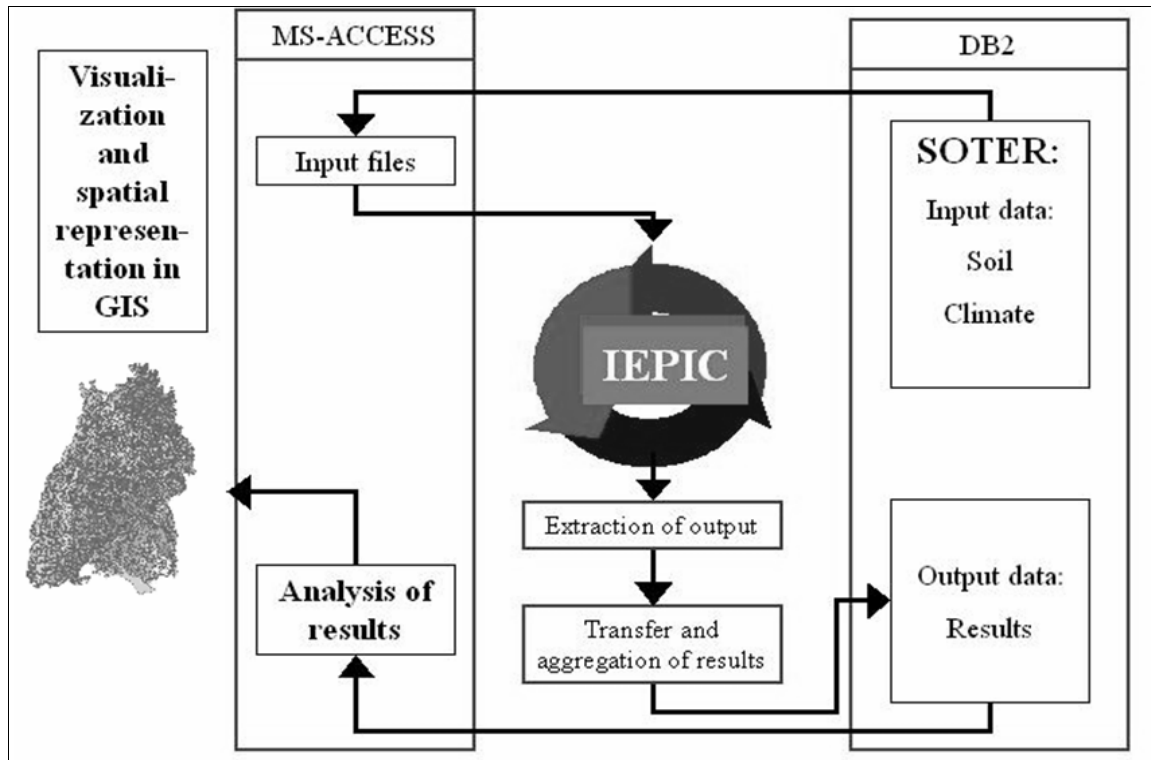 Visuali-
zation
and
spatial
represen-
tation in
GIS
MS-ACCESS
Input files
Analysis of
results
IEPIC
Extraction of output
Transfer and
aggregation of results
DB2
SOTER:
Input data:
Soil
Climate
Output data:
Results